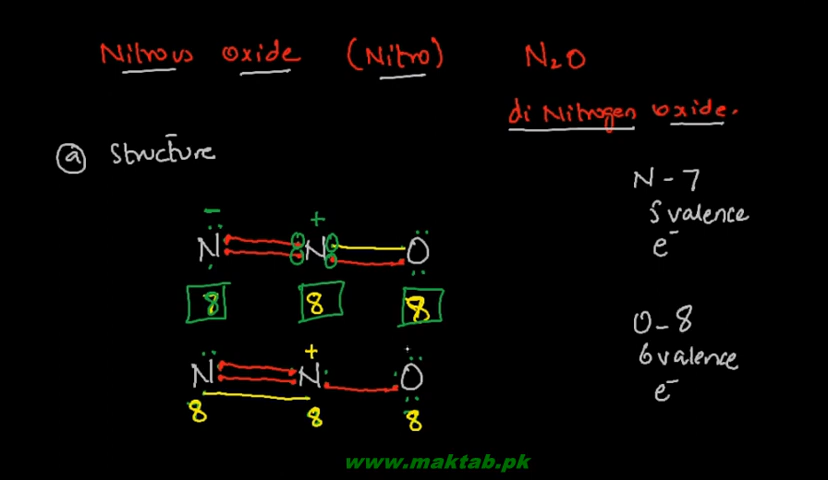 Nitrous oxide (Nitro) N₂O
di Nitrogen oxide.
ⓐ Structure
N - 7
5 valence
e⁻
− +
N N O
8 8 8
O - 8
6 valence
e⁻
+
N N O
8 8 8
www.maktab.pk